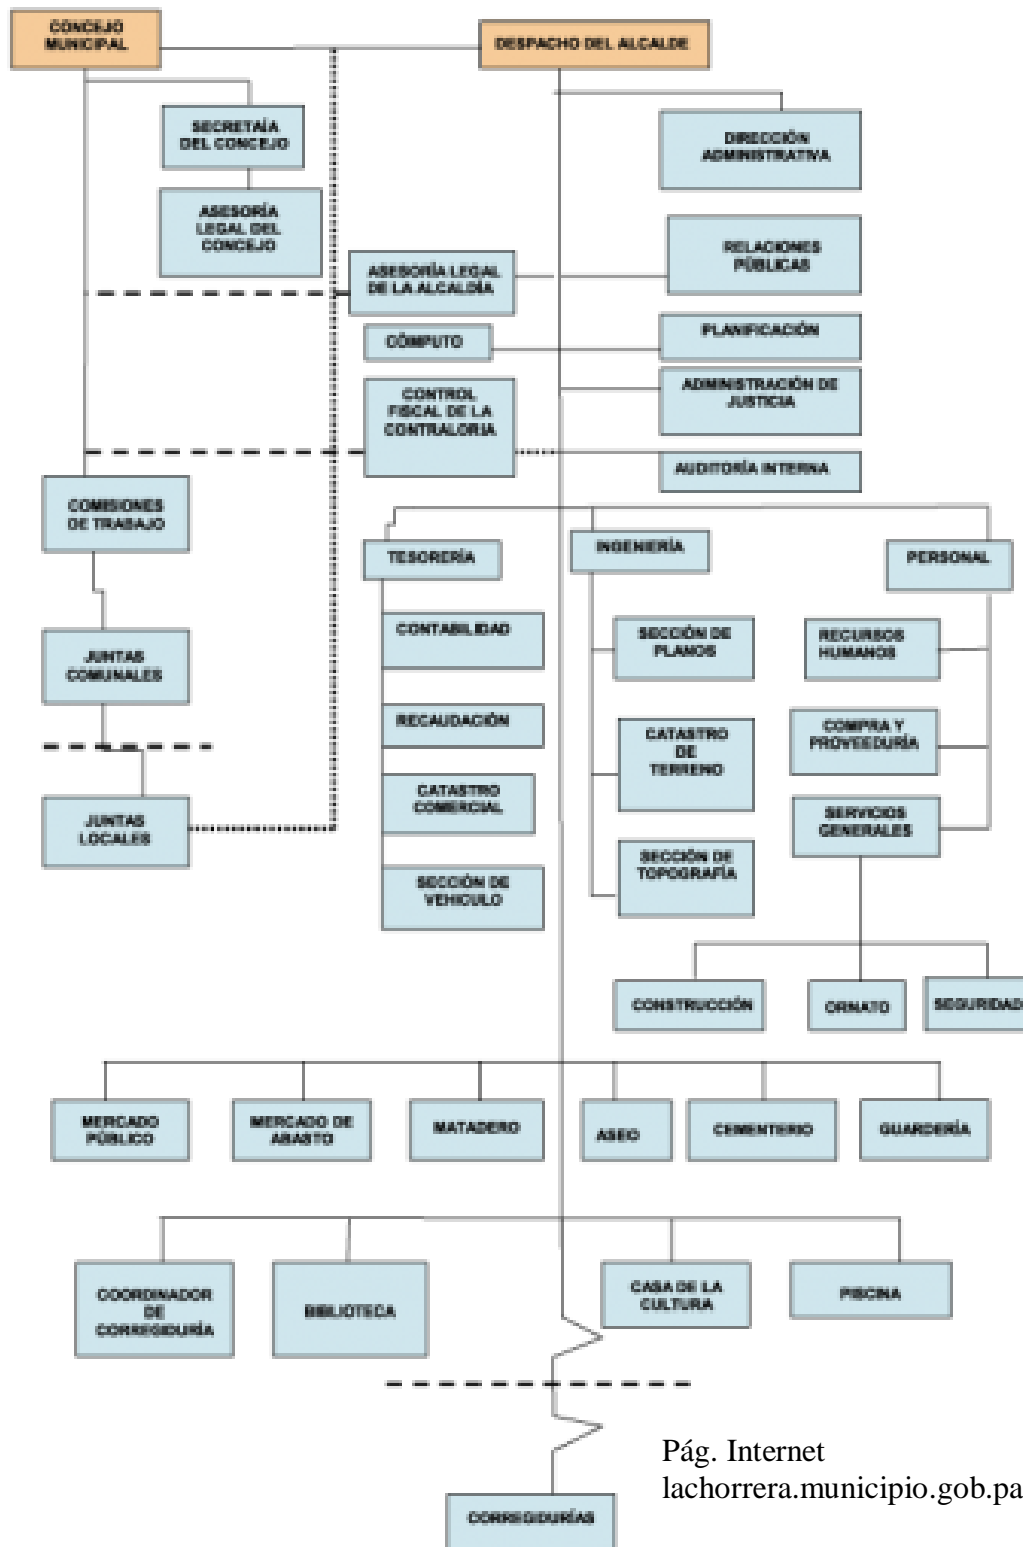 CONCEJO
MUNICIPAL
DESPACHO DEL ALCALDE
SECRETAÍA
DEL CONCEJO
DIRECCIÓN
ADMINISTRATIVA
ASESORÍA
LEGAL DEL
CONCEJO
RELACIONES
PÚBLICAS
ASESORÍA LEGAL
DE LA ALCALDÍA
CÓMPUTO
PLANIFICACIÓN
CONTROL
FISCAL DE LA
CONTRALORIA
ADMINISTRACIÓN DE
JUSTICIA
AUDITORÍA INTERNA
COMISIONES
DE TRABAJO
TESORERÍA
INGENIERÍA
PERSONAL
CONTABILIDAD
SECCIÓN DE
PLANOS
RECURSOS
HUMANOS
JUNTAS
COMUNALES
RECAUDACIÓN
CATASTRO
DE
TERRENO
COMPRA Y
PROVEEDURÍA
CATASTRO
COMERCIAL
JUNTAS
LOCALES
SERVICIOS
GENERALES
SECCIÓN DE
VEHICULO
SECCIÓN DE
TOPOGRAFÍA
CONSTRUCCIÓN
ORNATO
SEGURIDAD
MERCADO
PÚBLICO
MERCADO DE
ABASTO
MATADERO
ASEO
CEMENTERIO
GUARDERÍA
COORDINADOR
DE
CORREGIDURÍA
BIBLIOTECA
CASA DE LA
CULTURA
PISCINA
Pág. Internet
lachorrera.municipio.gob.pa
CORREGIDURÍAS